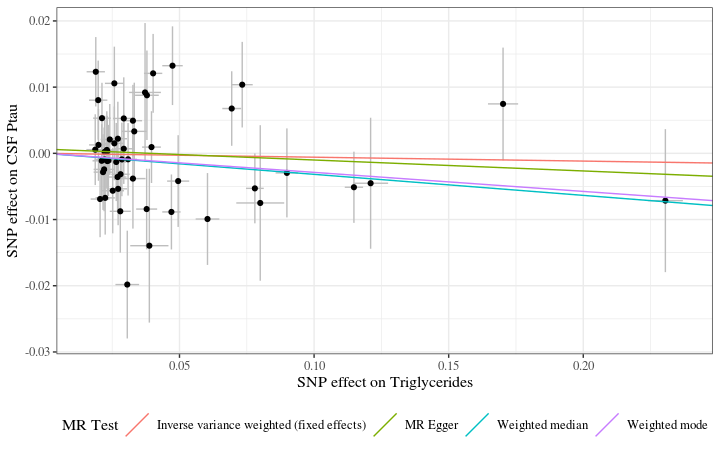 0.02
0.01
0.00
-0.01
-0.02
-0.03
SNP effect on CSF Ptau
0.05
0.10
0.15
0.20
SNP effect on Triglycerides
MR Test
Inverse variance weighted (fixed effects)
MR Egger
Weighted median
Weighted mode